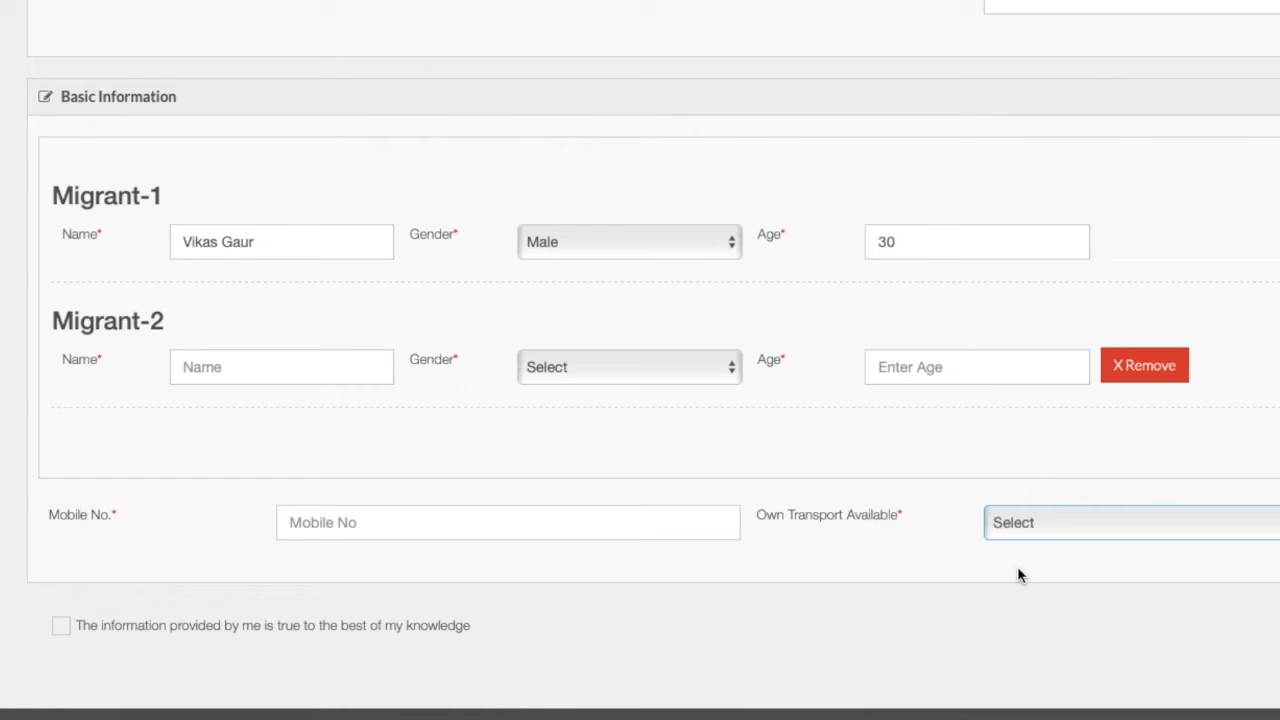 Basic Information
Migrant-1
Name* Vikas Gaur Gender* Male Age* 30
Migrant-2
Name* Name Gender* Select Age* Enter Age X Remove
Mobile No.* Mobile No Own Transport Available* Select
The information provided by me is true to the best of my knowledge